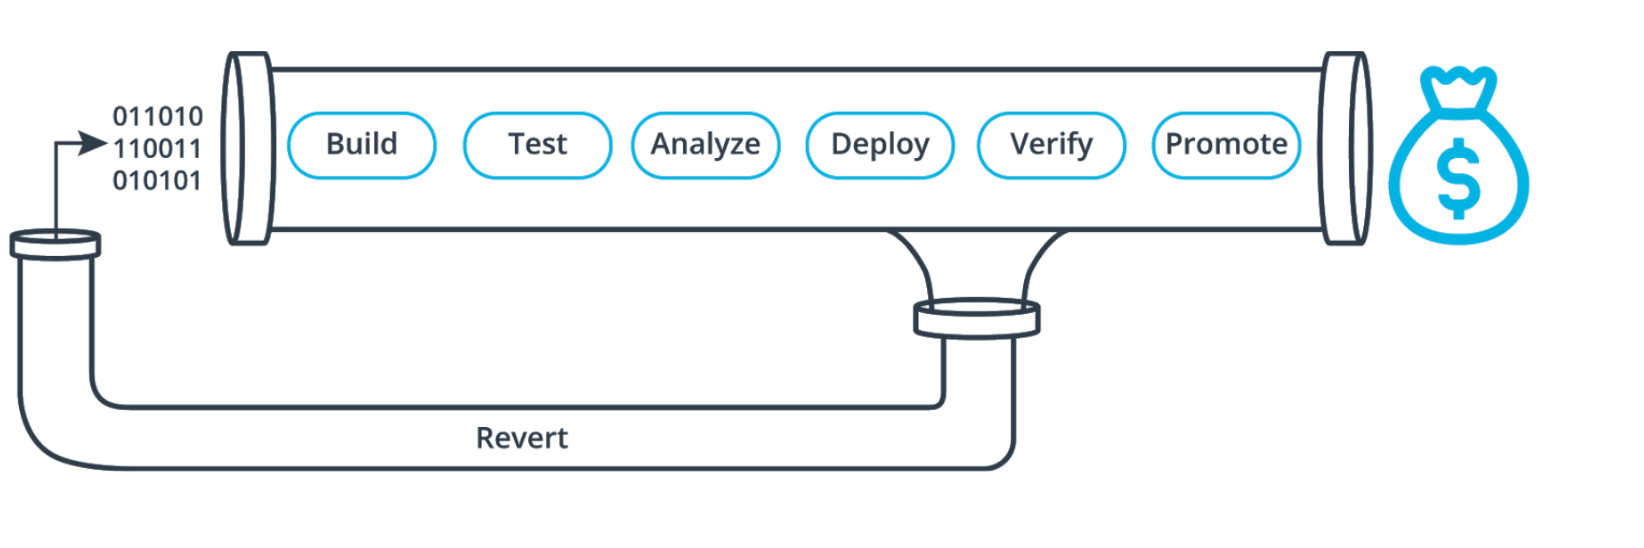 011010
110011
010101
Build
Test
Analyze
Deploy
Verify
Promote
$
Revert